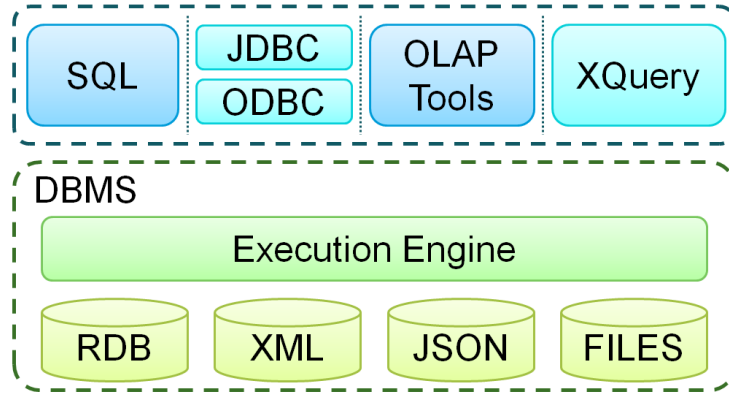 SQL
JDBC
ODBC
OLAP
Tools
XQuery
DBMS
Execution Engine
RDB
XML
JSON
FILES